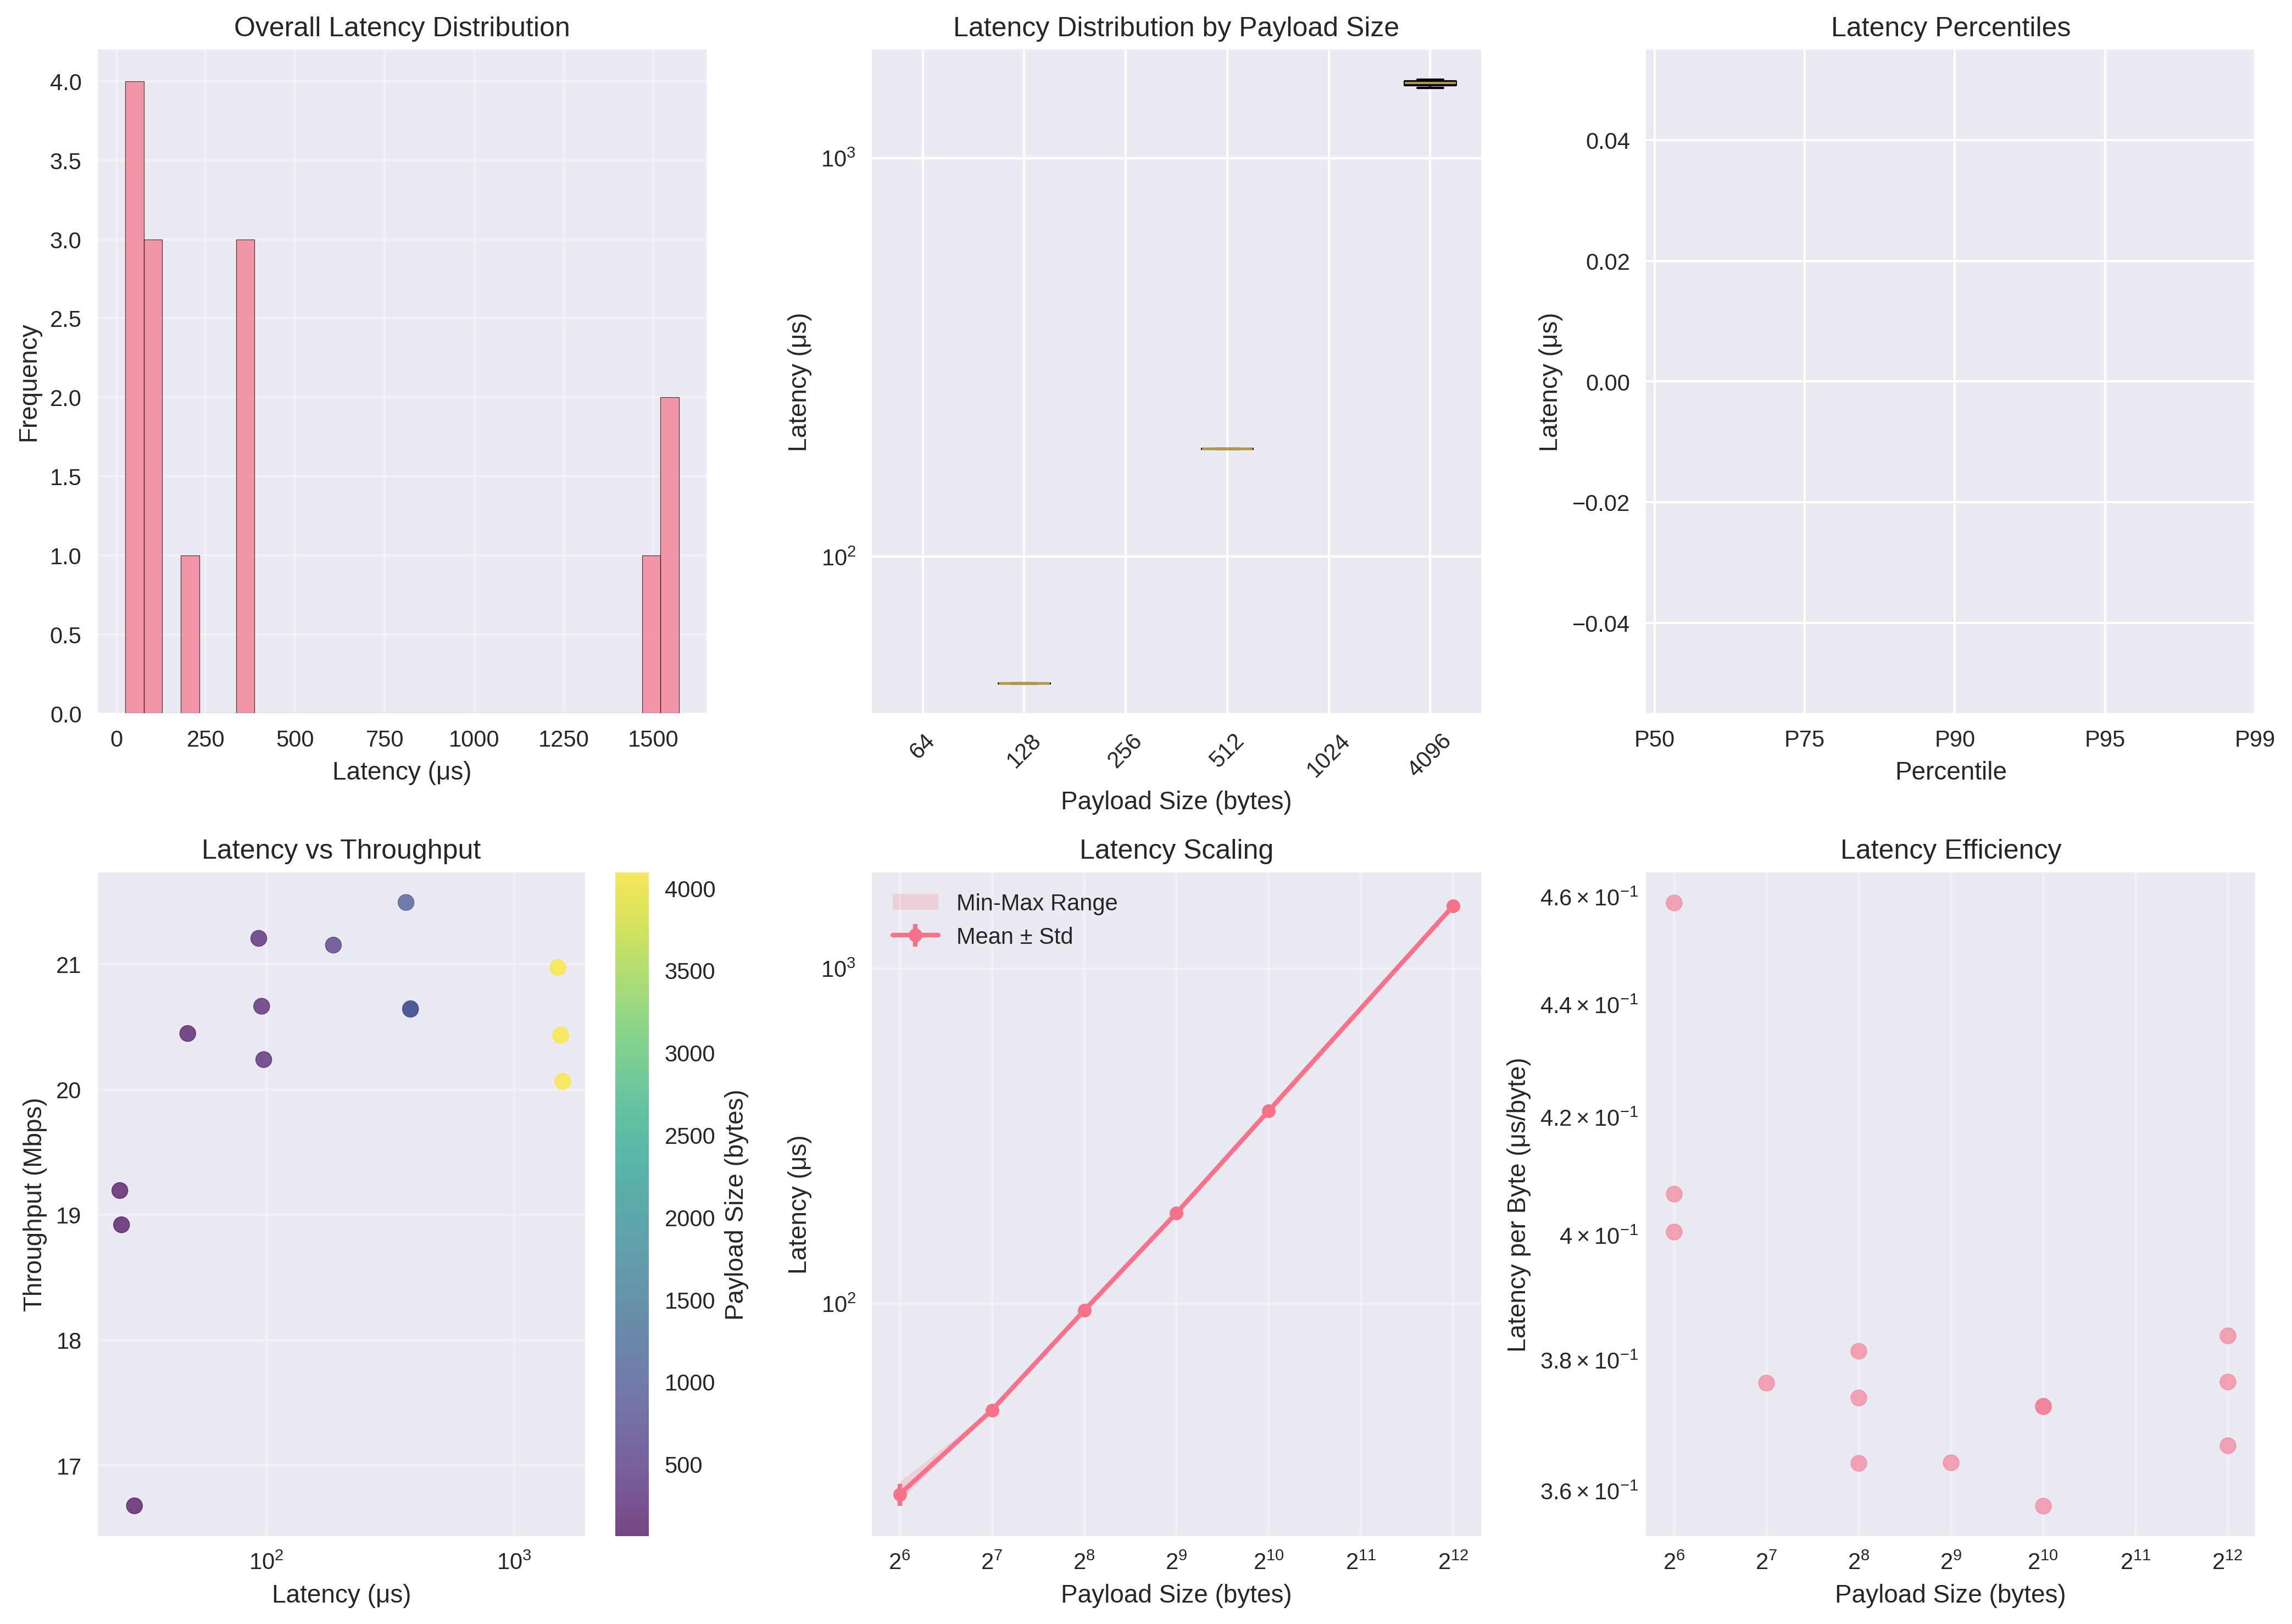 Overall Latency Distribution
Frequency
4.0
3.5
3.0
2.5
2.0
1.5
1.0
0.5
0.0
0 250 500 750 1000 1250 1500
Latency (μs)
Latency Distribution by Payload Size
Latency (μs)
10³
10²
64 128 256 512 1024 4096
Payload Size (bytes)
Latency Percentiles
Latency (μs)
0.04
0.02
0.00
−0.02
−0.04
P50 P75 P90 P95 P99
Percentile
Latency vs Throughput
Throughput (Mbps)
21
20
19
18
17
10² 10³
Latency (μs)
4000
3500
3000
2500
2000
1500
1000
500
Payload Size (bytes)
Latency Scaling
Min-Max Range
Mean ± Std
Latency (μs)
10³
10²
2⁶ 2⁷ 2⁸ 2⁹ 2¹⁰ 2¹¹ 2¹²
Payload Size (bytes)
Latency Efficiency
Latency per Byte (μs/byte)
4.6 × 10⁻¹
4.4 × 10⁻¹
4.2 × 10⁻¹
4 × 10⁻¹
3.8 × 10⁻¹
3.6 × 10⁻¹
2⁶ 2⁷ 2⁸ 2⁹ 2¹⁰ 2¹¹ 2¹²
Payload Size (bytes)